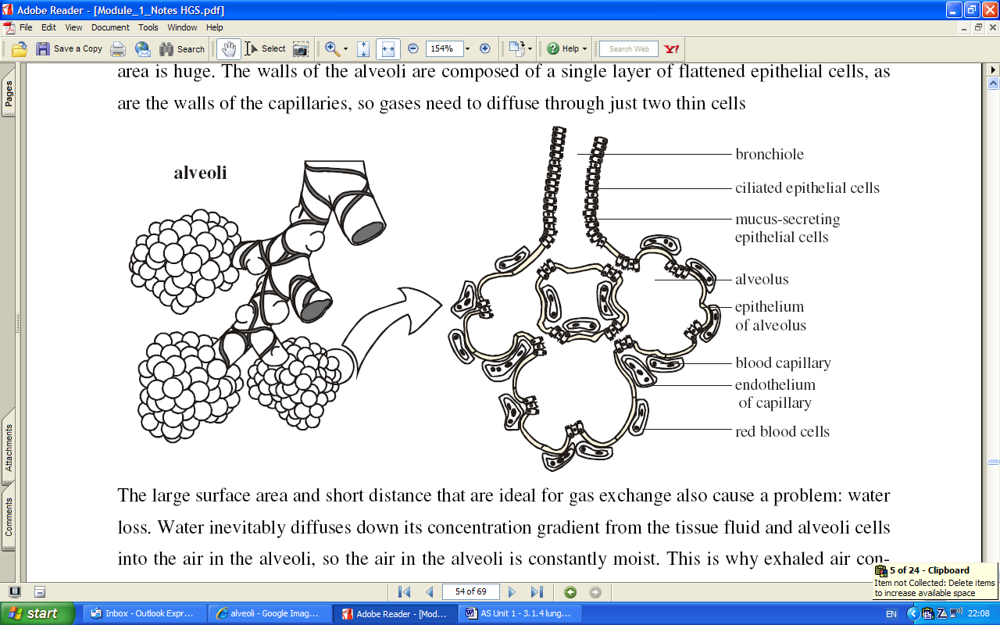 Adobe Reader - [Module_1_Notes HGS.pdf]
File Edit View Document Tools Window Help
Save a Copy Search Select 154% Help Search Web Y!
Pages
Attachments
Comments
area is huge. The walls of the alveoli are composed of a single layer of flattened epithelial cells, as
are the walls of the capillaries, so gases need to diffuse through just two thin cells
alveoli
bronchiole
ciliated epithelial cells
mucus-secreting
epithelial cells
alveolus
epithelium
of alveolus
blood capillary
endothelium
of capillary
red blood cells
The large surface area and short distance that are ideal for gas exchange also cause a problem: water
loss. Water inevitably diffuses down its concentration gradient from the tissue fluid and alveoli cells
into the air in the alveoli, so the air in the alveoli is constantly moist. This is why exhaled air con-
5 of 24 - Clipboard
Item not Collected: Delete items
to increase available space
54 of 69
start Inbox - Outlook Expr... alveoli - Google Imag... Adobe Reader - [Mod... AS Unit 1 - 3.1.4 lung... EN 22:08